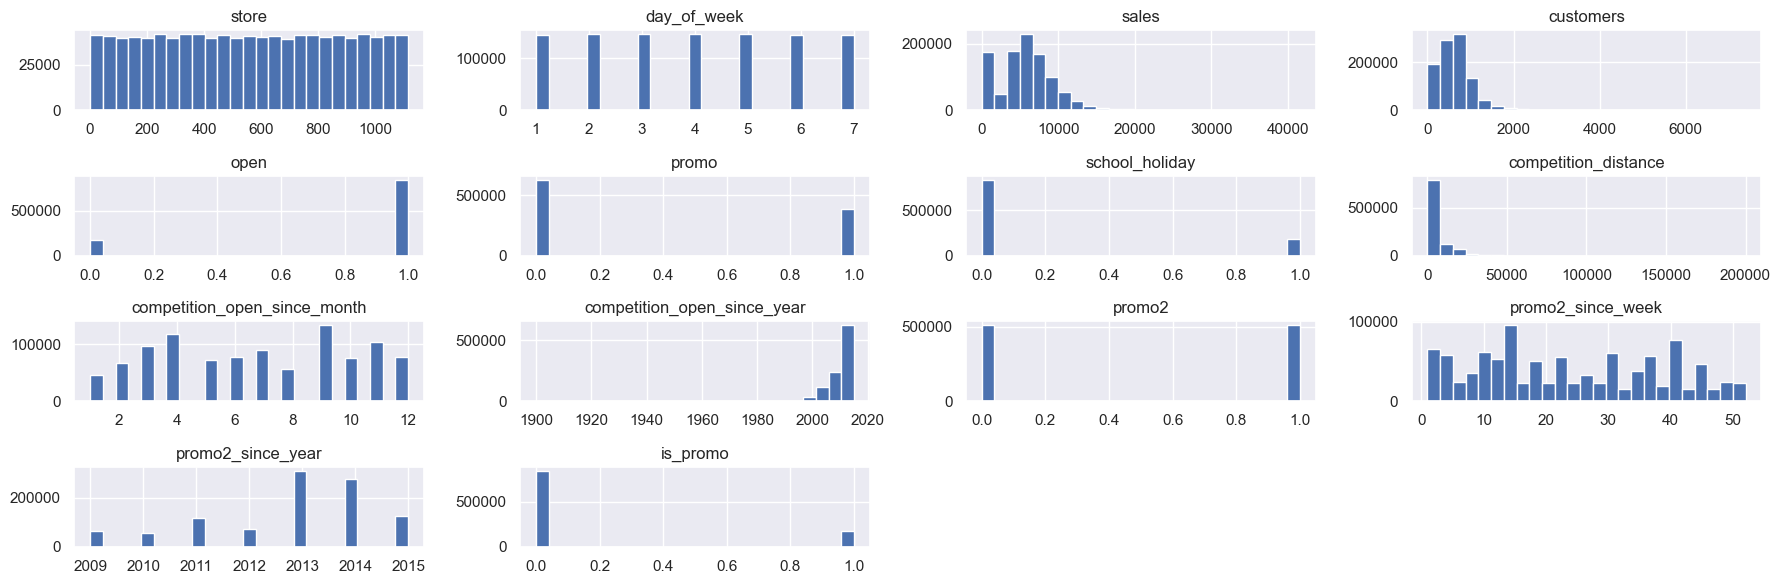 store
25000
0
0 200 400 600 800 1000
day_of_week
100000
0
1 2 3 4 5 6 7
sales
200000
0
0 10000 20000 30000 40000
customers
200000
0
0 2000 4000 6000
open
500000
0
0.0 0.2 0.4 0.6 0.8 1.0
promo
500000
0
0.0 0.2 0.4 0.6 0.8 1.0
school_holiday
500000
0
0.0 0.2 0.4 0.6 0.8 1.0
competition_distance
500000
0
0 50000 100000 150000 200000
competition_open_since_month
100000
0
2 4 6 8 10 12
competition_open_since_year
500000
0
1900 1920 1940 1960 1980 2000 2020
promo2
500000
0
0.0 0.2 0.4 0.6 0.8 1.0
promo2_since_week
100000
50000
0
0 10 20 30 40 50
promo2_since_year
200000
0
2009 2010 2011 2012 2013 2014 2015
is_promo
500000
0
0.0 0.2 0.4 0.6 0.8 1.0